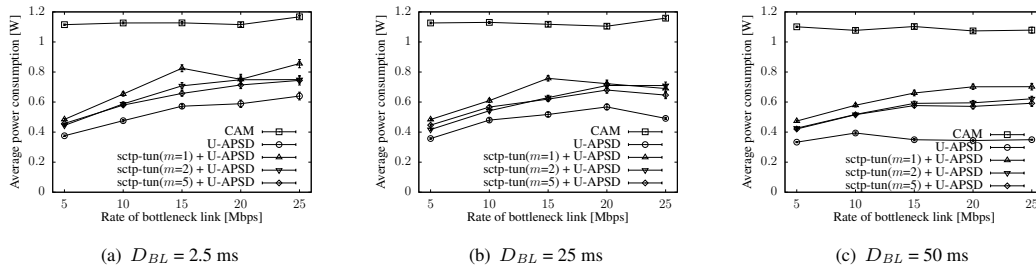 Average power consumption [W]
1.2
1
0.8
0.6
0.4
0.2
0
CAM
U-APSD
sctp-tun(m=1) + U-APSD
sctp-tun(m=2) + U-APSD
sctp-tun(m=5) + U-APSD
5 10 15 20 25
Rate of bottleneck link [Mbps]
(a) D_BL = 2.5 ms
Average power consumption [W]
1.2
1
0.8
0.6
0.4
0.2
0
CAM
U-APSD
sctp-tun(m=1) + U-APSD
sctp-tun(m=2) + U-APSD
sctp-tun(m=5) + U-APSD
5 10 15 20 25
Rate of bottleneck link [Mbps]
(b) D_BL = 25 ms
Average power consumption [W]
1.2
1
0.8
0.6
0.4
0.2
0
CAM
U-APSD
sctp-tun(m=1) + U-APSD
sctp-tun(m=2) + U-APSD
sctp-tun(m=5) + U-APSD
5 10 15 20 25
Rate of bottleneck link [Mbps]
(c) D_BL = 50 ms